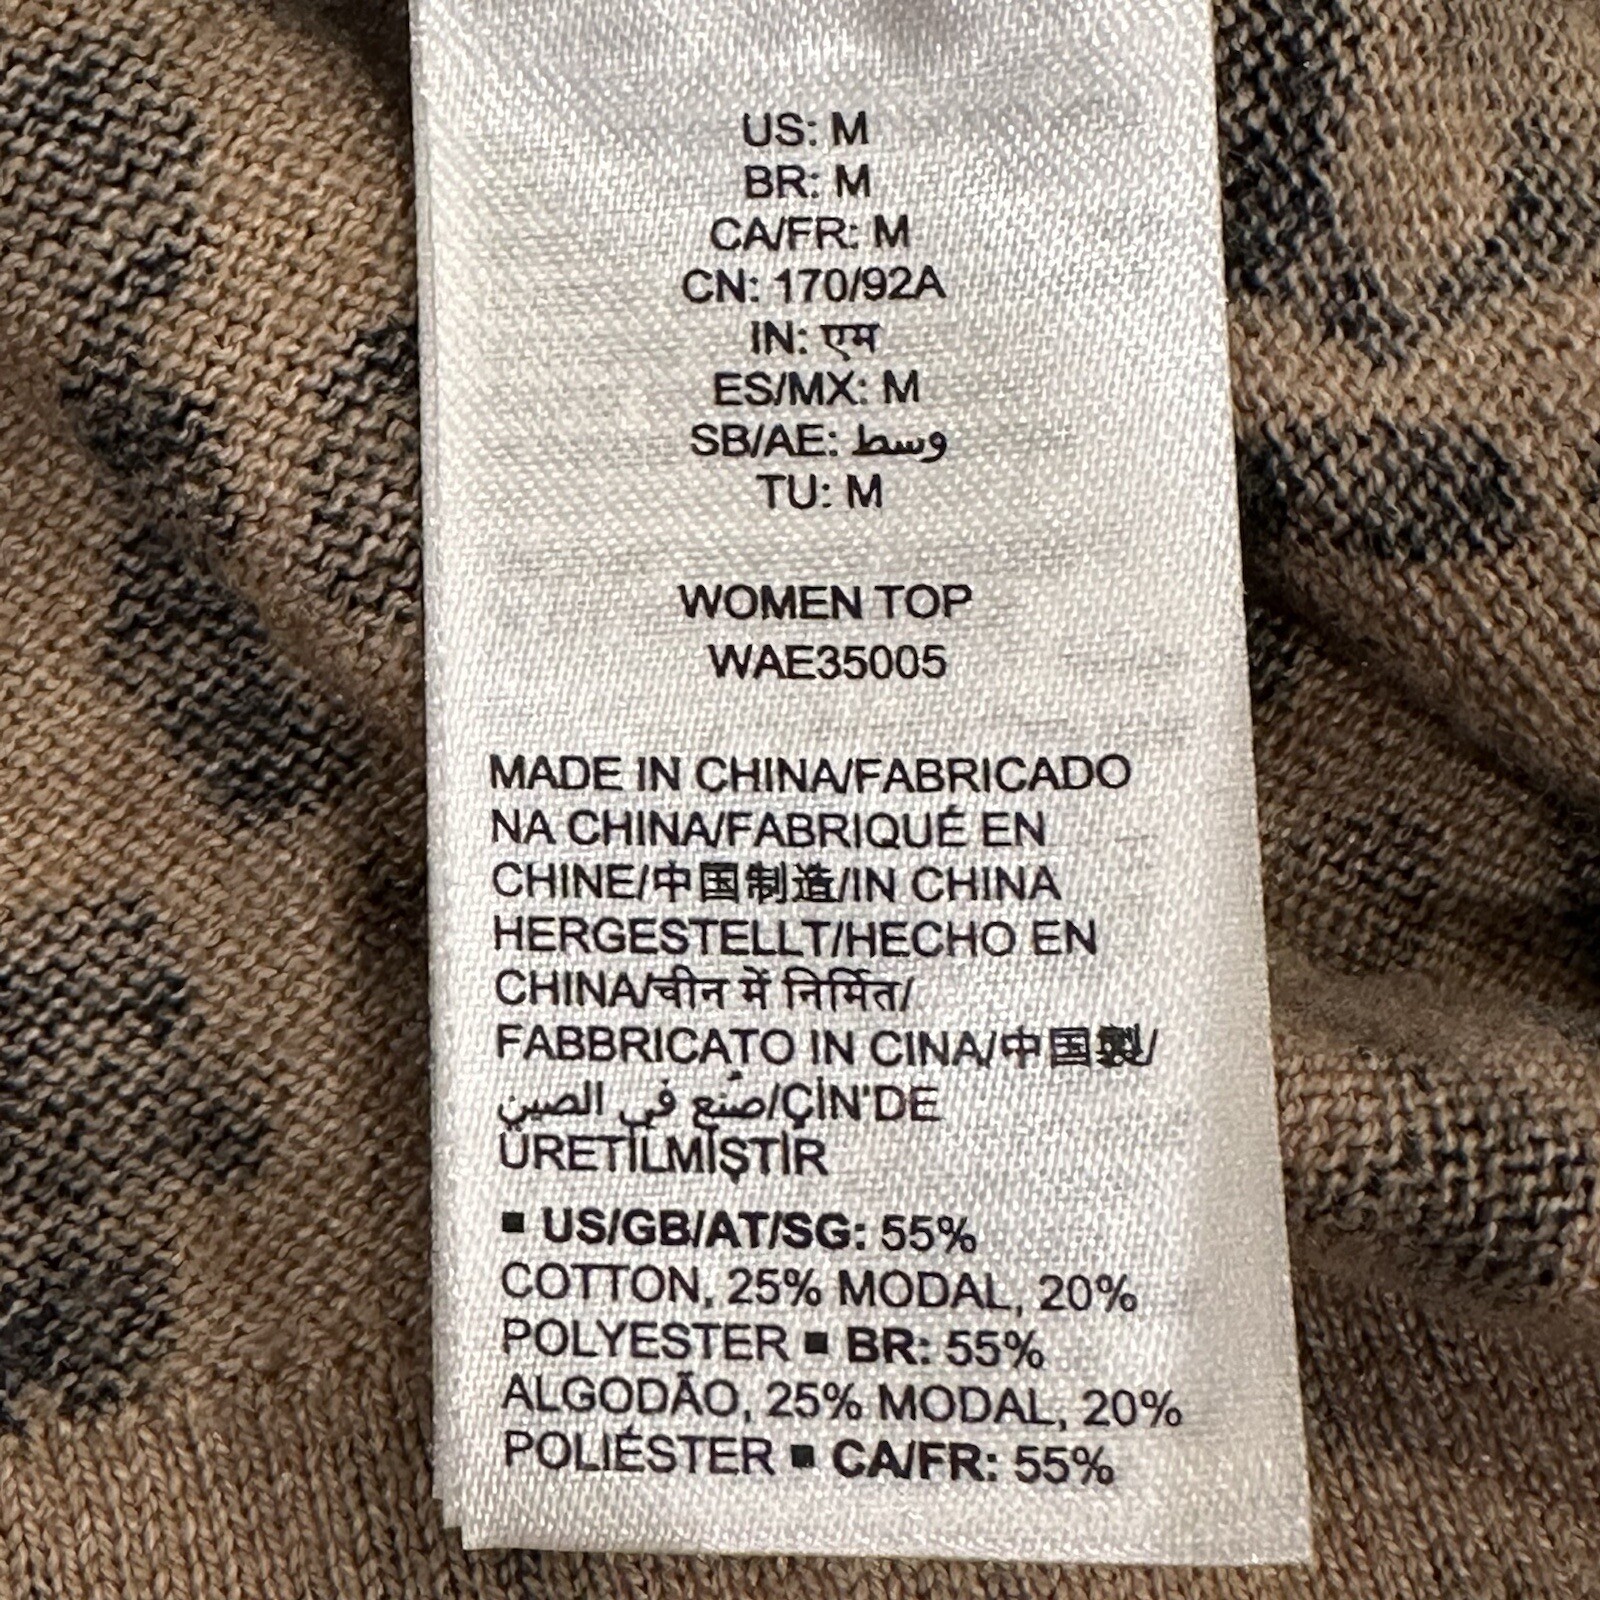 US: M
BR: M
CA/FR: M
CN: 170/92A
IN: एम
ES/MX: M
SB/AE: وسط
TU: M
WOMEN TOP
WAE35005
MADE IN CHINA/FABRICADO
NA CHINA/FABRIQUÉ EN
CHINE/中国制造/IN CHINA
HERGESTELLT/HECHO EN
CHINA/चीन में निर्मित/
FABBRICATO IN CINA/中国製/
صُنع في الصين/ÇİN'DE
ÜRETİLMİŞTİR
▪ US/GB/AT/SG: 55%
COTTON, 25% MODAL, 20%
POLYESTER ▪ BR: 55%
ALGODÃO, 25% MODAL, 20%
POLIÉSTER ▪ CA/FR: 55%